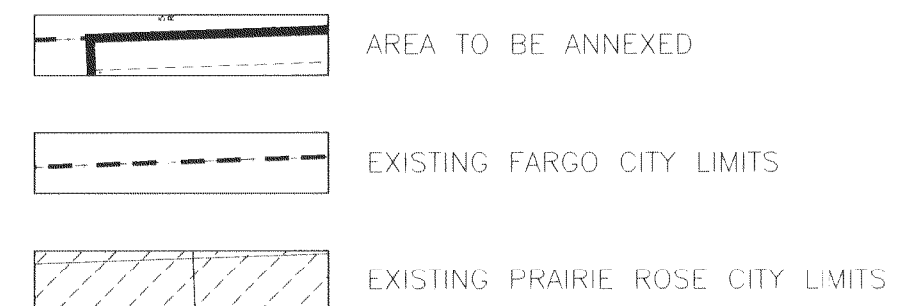 AREA TO BE ANNEXED
EXISTING FARGO CITY LIMITS
EXISTING PRAIRIE ROSE CITY LIMITS